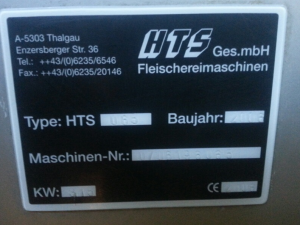 A-5303 Thalgau
Enzersberger Str. 36
Tel.: ++43/(0)6235/6546
Fax.: ++43/(0)6235/20146
HTS Ges.mbH
Fleischereimaschinen
Type: HTS
Baujahr:
Maschinen-Nr.:
KW:
CE